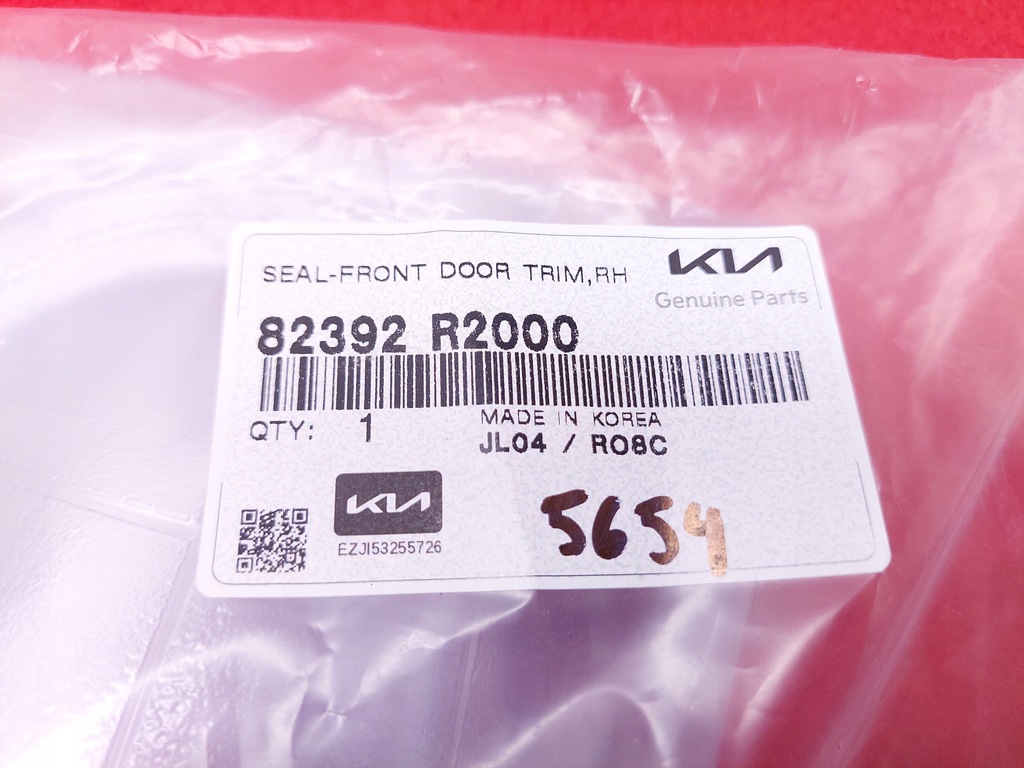 SEAL-FRONT DOOR TRIM,RH
KIA
Genuine Parts
82392 R2000
QTY: 1
MADE IN KOREA
JL04 / R08C
KIA
EZJI53255726
5654